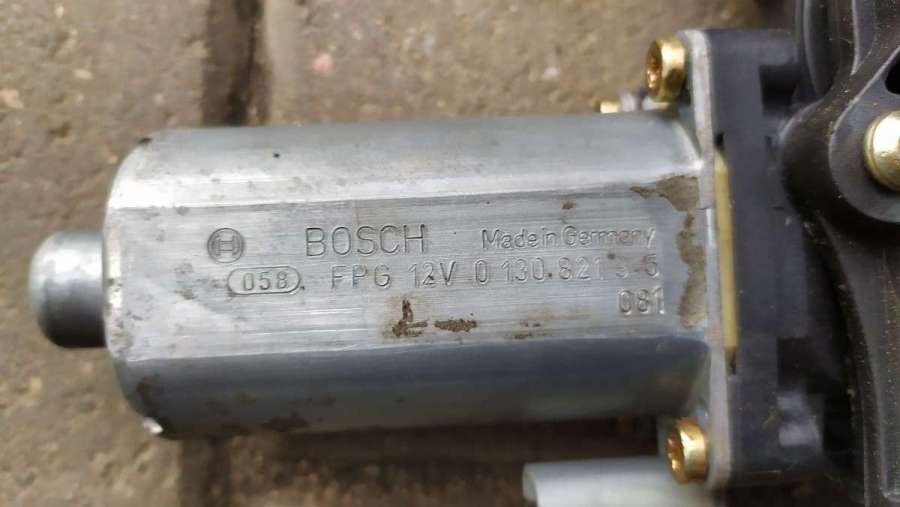 BOSCH Made in Germany
058 FPG 12V 0 130 821
081